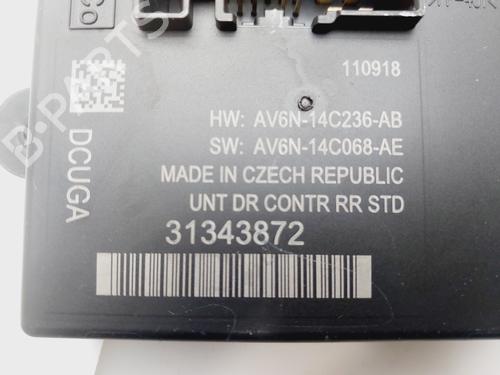 110918
HW: AV6N-14C236-AB
SW: AV6N-14C068-AE
MADE IN CZECH REPUBLIC
UNT DR CONTR RR STD
31343872
DCUGA
Co
B-PARTS